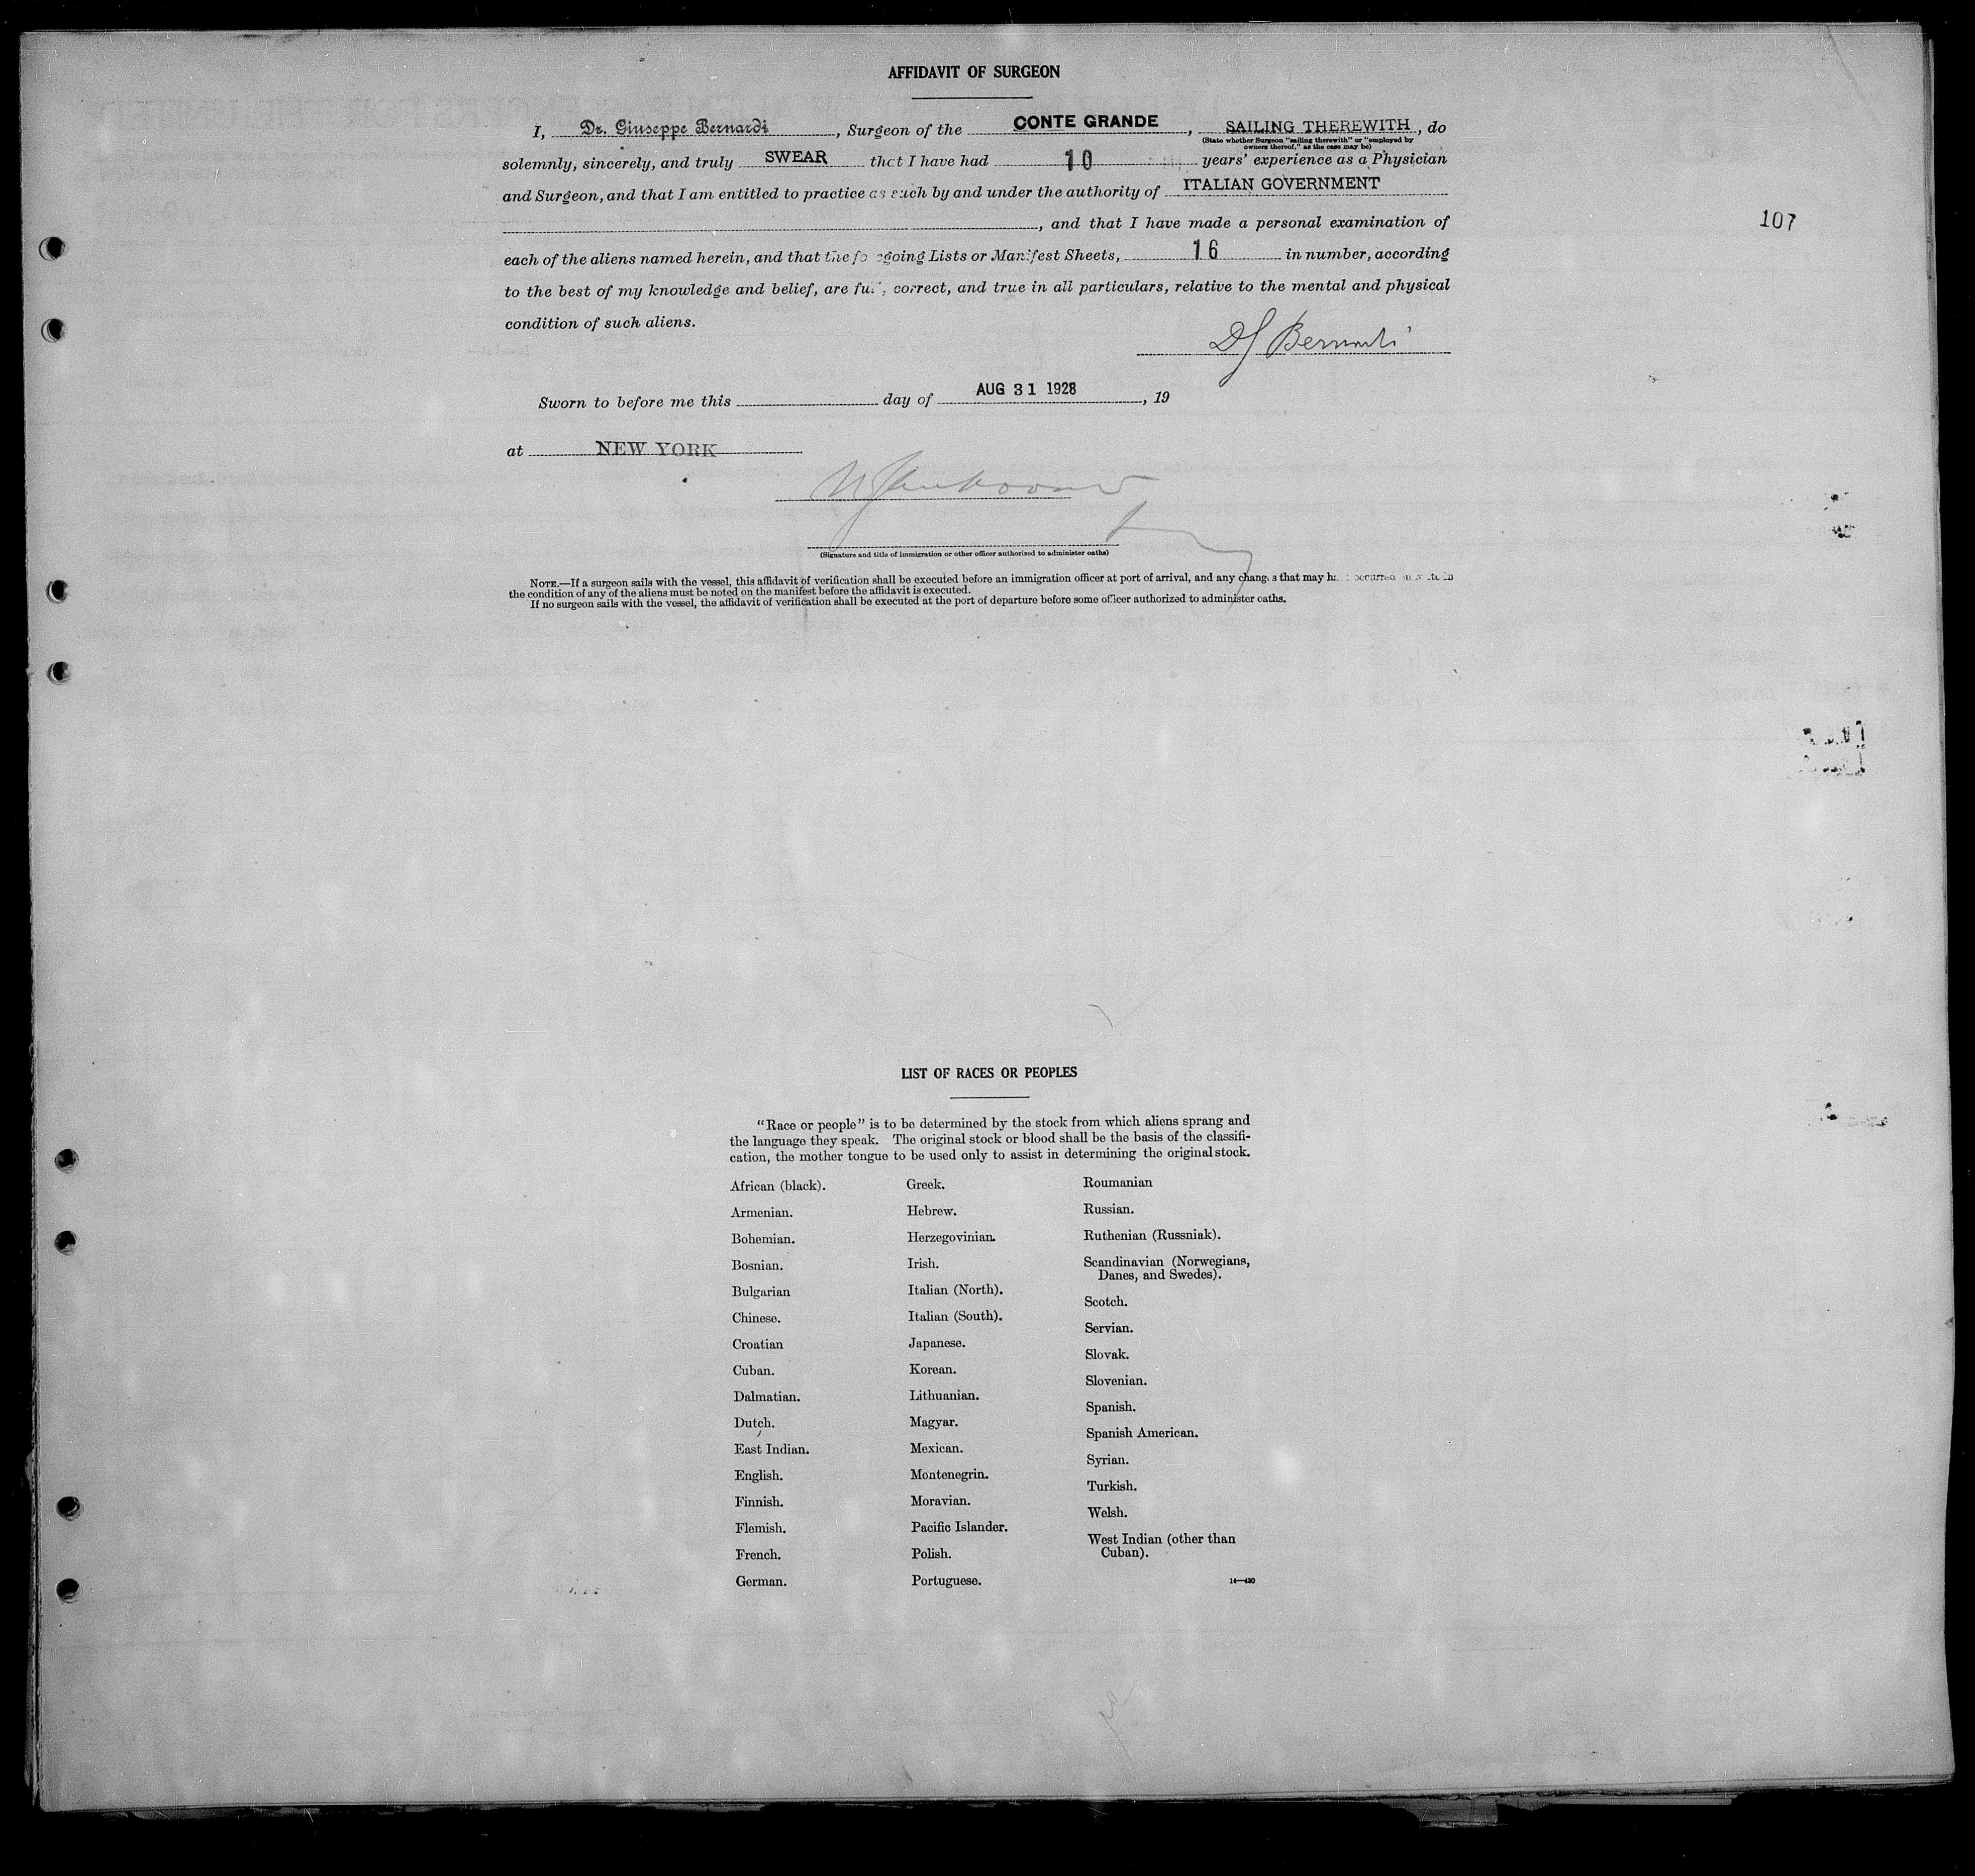 AFFIDAVIT OF SURGEON
I, Dr. Giuseppe Bernardi, Surgeon of the CONTE GRANDE, SAILING THEREWITH, do
(State whether Surgeon "sailing therewith" or "employed by
owners thereof," as the case may be)
solemnly, sincerely, and truly SWEAR that I have had 10 years' experience as a Physician
and Surgeon, and that I am entitled to practice as such by and under the authority of ITALIAN GOVERNMENT
, and that I have made a personal examination of
107
each of the aliens named herein, and that the foregoing Lists or Manifest Sheets, 16 in number, according
to the best of my knowledge and belief, are full, correct, and true in all particulars, relative to the mental and physical
condition of such aliens.
Bernardi
Sworn to before me this day of AUG 31 1928, 19
at NEW YORK
(Signature and title of immigration or other officer authorized to administer oaths)
NOTE.—If a surgeon sails with the vessel, this affidavit of verification shall be executed before an immigration officer at port of arrival, and any changes that may have occurred in
the condition of any of the aliens must be noted on the manifest before the affidavit is executed.
If no surgeon sails with the vessel, the affidavit of verification shall be executed at the port of departure before some officer authorized to administer oaths.
LIST OF RACES OR PEOPLES
"Race or people" is to be determined by the stock from which aliens sprang and
the language they speak. The original stock or blood shall be the basis of the classifi-
cation, the mother tongue to be used only to assist in determining the original stock.
African (black).
Armenian.
Bohemian.
Bosnian.
Bulgarian
Chinese.
Croatian
Cuban.
Dalmatian.
Dutch.
East Indian.
English.
Finnish.
Flemish.
French.
German.
Greek.
Hebrew.
Herzegovinian.
Irish.
Italian (North).
Italian (South).
Japanese.
Korean.
Lithuanian.
Magyar.
Mexican.
Montenegrin.
Moravian.
Pacific Islander.
Polish.
Portuguese.
Roumanian
Russian.
Ruthenian (Russniak).
Scandinavian (Norwegians,
Danes, and Swedes).
Scotch.
Servian.
Slovak.
Slovenian.
Spanish.
Spanish American.
Syrian.
Turkish.
Welsh.
West Indian (other than
Cuban).
14—430